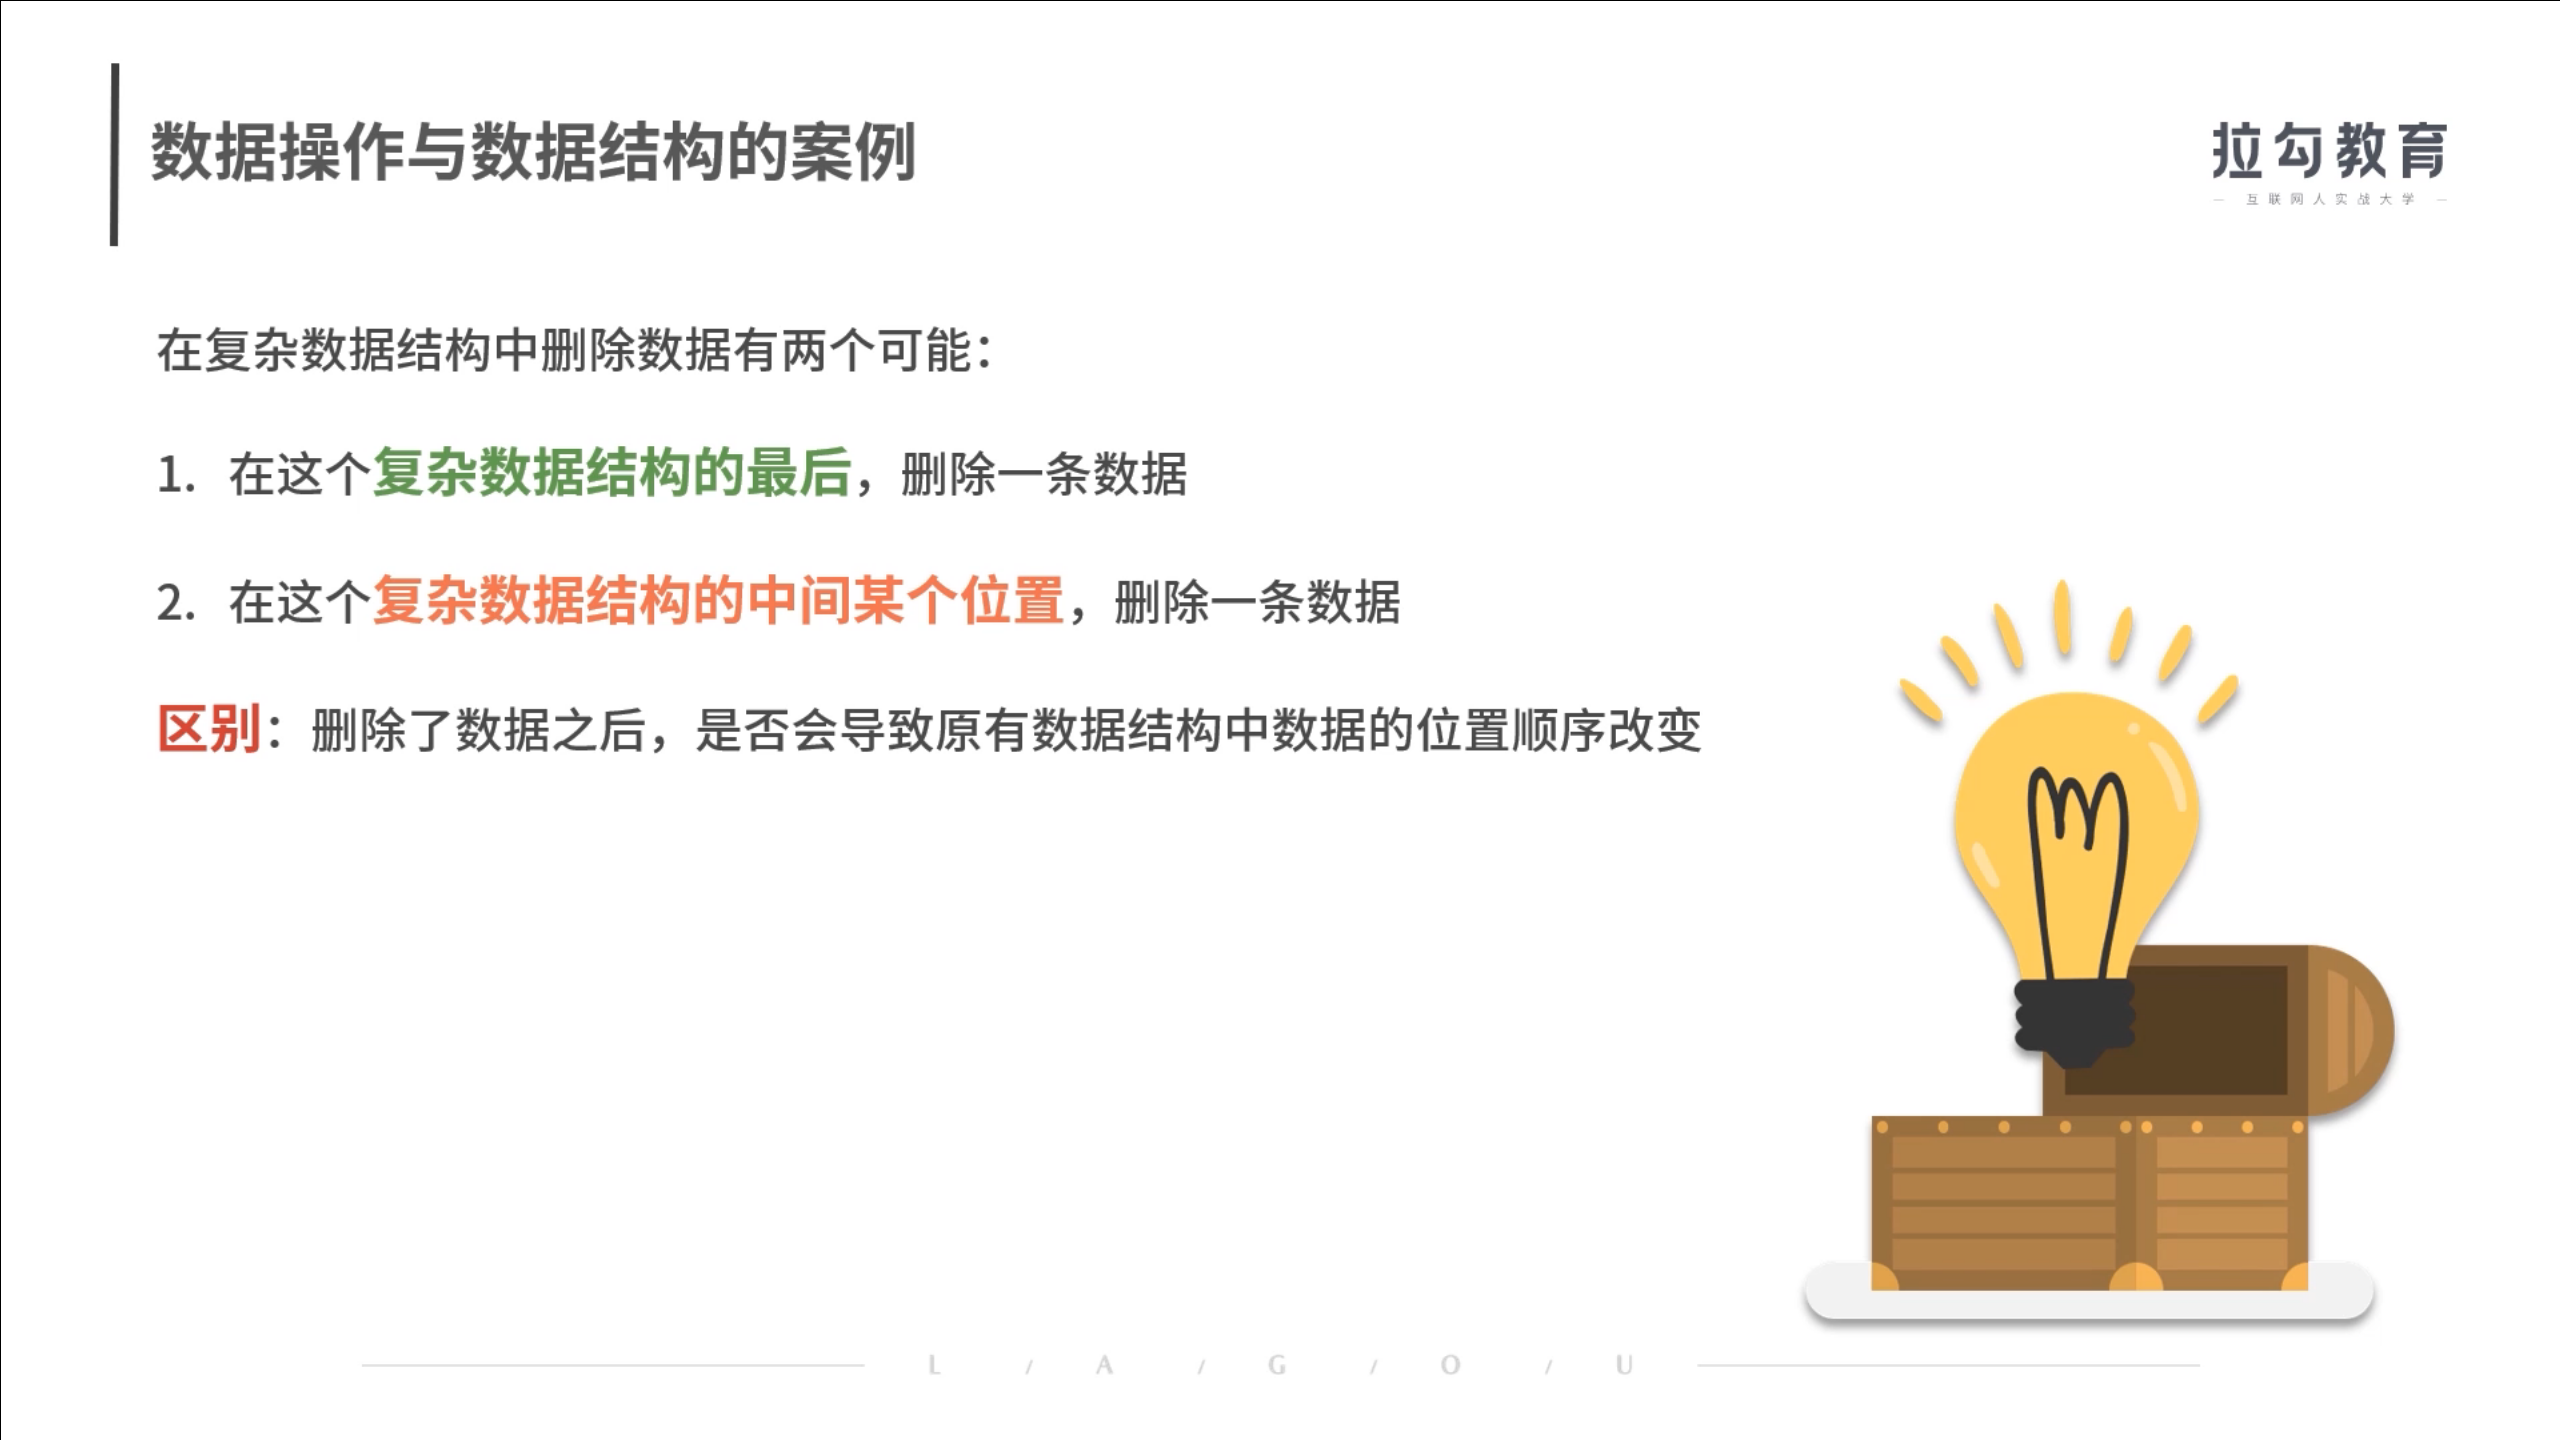 数据操作与数据结构的案例
拉勾教育
— 互联网人实战大学 —
在复杂数据结构中删除数据有两个可能：
1. 在这个复杂数据结构的最后，删除一条数据
2. 在这个复杂数据结构的中间某个位置，删除一条数据
区别：删除了数据之后，是否会导致原有数据结构中数据的位置顺序改变
L / A / G / O / U